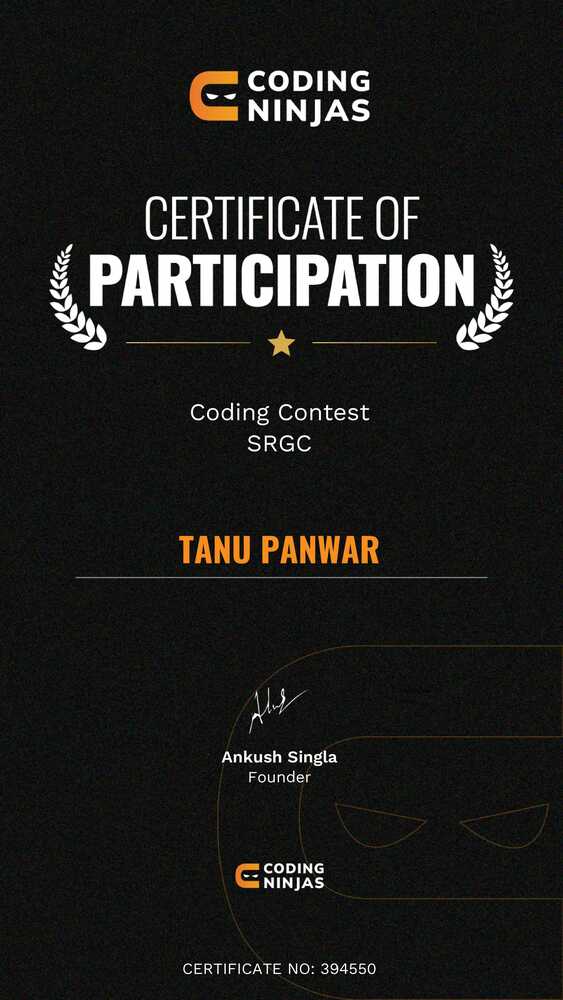 CODING
NINJAS
CERTIFICATE OF
PARTICIPATION
Coding Contest
SRGC
TANU PANWAR
Ankush Singla
Founder
CODING
NINJAS
CERTIFICATE NO: 394550